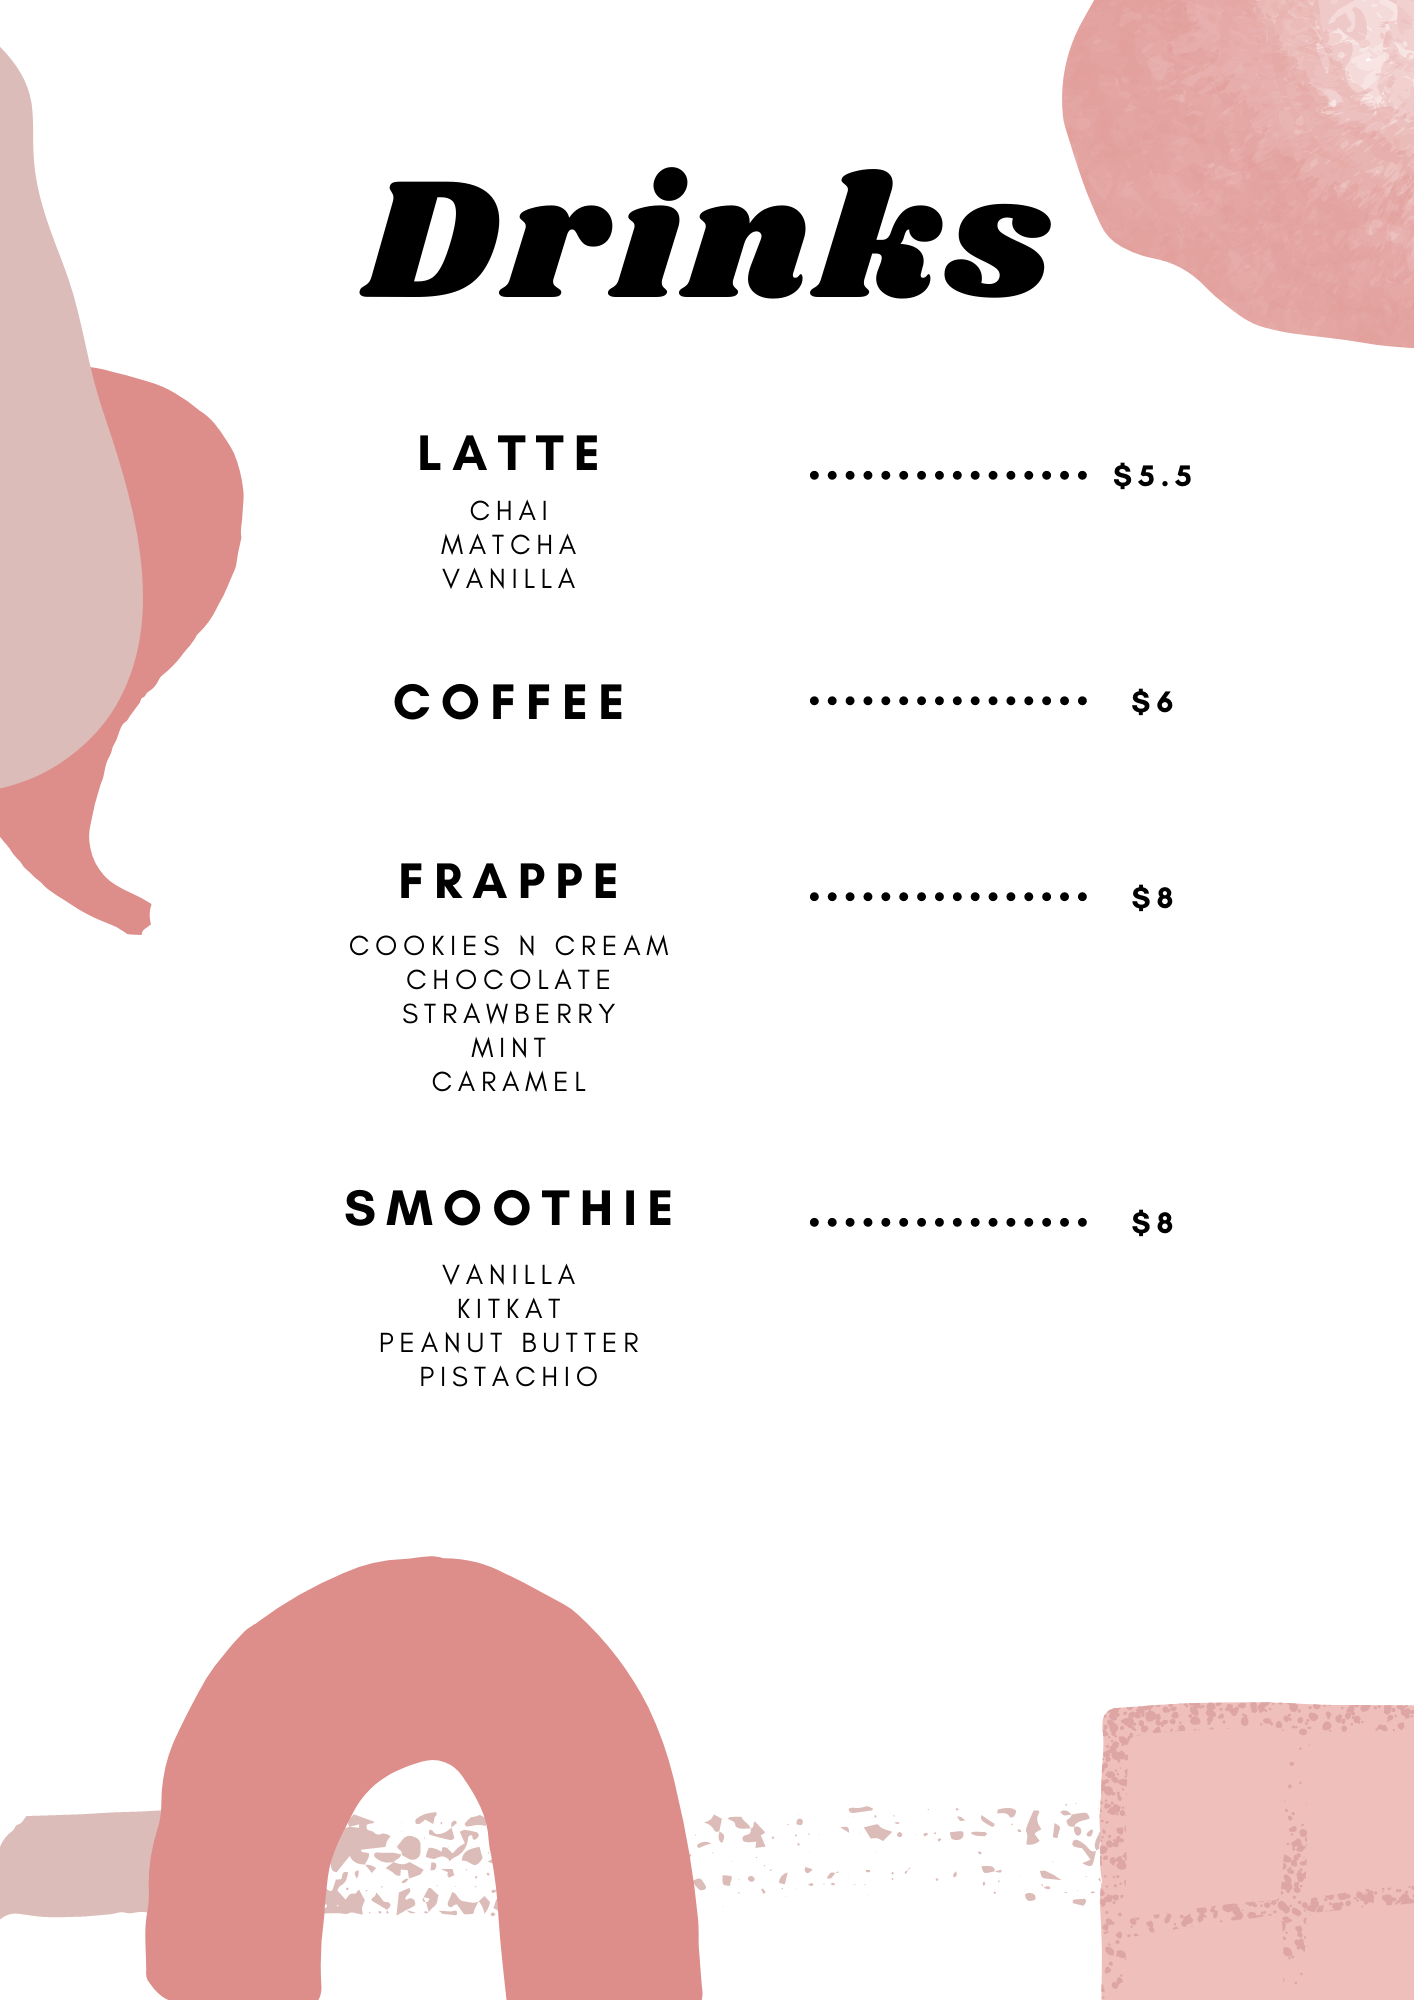 Drinks
LATTE
................ $5.5
CHAI
MATCHA
VANILLA
COFFEE ................ $6
FRAPPE
................ $8
COOKIES N CREAM
CHOCOLATE
STRAWBERRY
MINT
CARAMEL
SMOOTHIE
................ $8
VANILLA
KITKAT
PEANUT BUTTER
PISTACHIO